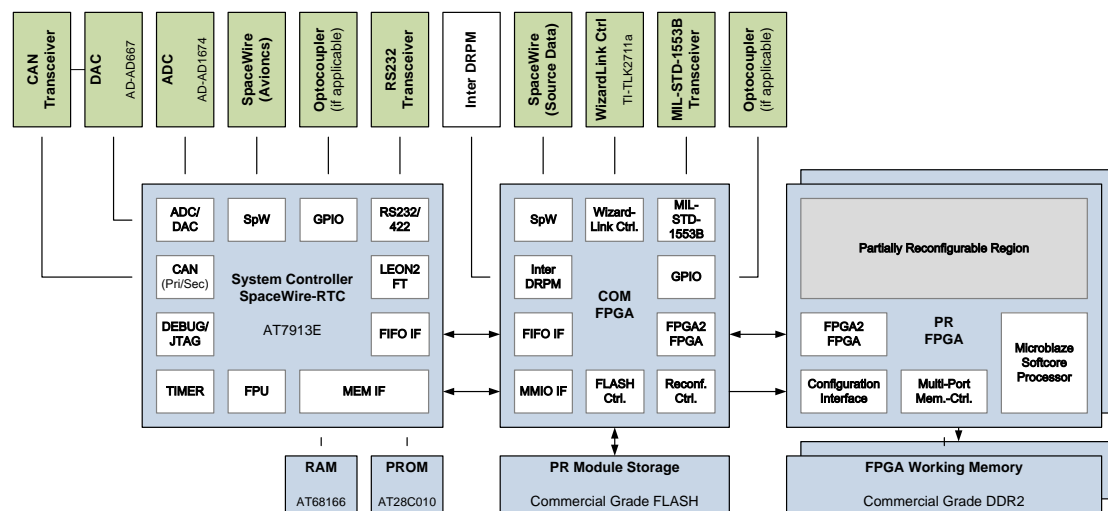 CAN
Transceiver
DAC
AD-AD667
ADC
AD-AD1674
SpaceWire
(Avioncs)
Optocoupler
(if applicable)
RS232
Transceiver
Inter DRPM
SpaceWire
(Source Data)
WizardLink Ctrl
TI-TLK2711a
MIL-STD-1553B
Transceiver
Optocoupler
(if applicable)
ADC/
DAC
SpW
GPIO
RS232/
422
CAN
(Pri/Sec)
System Controller
SpaceWire-RTC
AT7913E
LEON2
FT
DEBUG/
JTAG
FIFO IF
TIMER
FPU
MEM IF
SpW
Wizard-
Link Ctrl.
MIL-
STD-
1553B
Inter
DRPM
COM
FPGA
GPIO
FIFO IF
FPGA2
FPGA
MMIO IF
FLASH
Ctrl.
Reconf.
Ctrl.
Partially Reconfigurable Region
FPGA2
FPGA
PR
FPGA
Microblaze
Softcore
Processor
Configuration
Interface
Multi-Port
Mem.-Ctrl.
RAM
AT68166
PROM
AT28C010
PR Module Storage
Commercial Grade FLASH
FPGA Working Memory
Commercial Grade DDR2